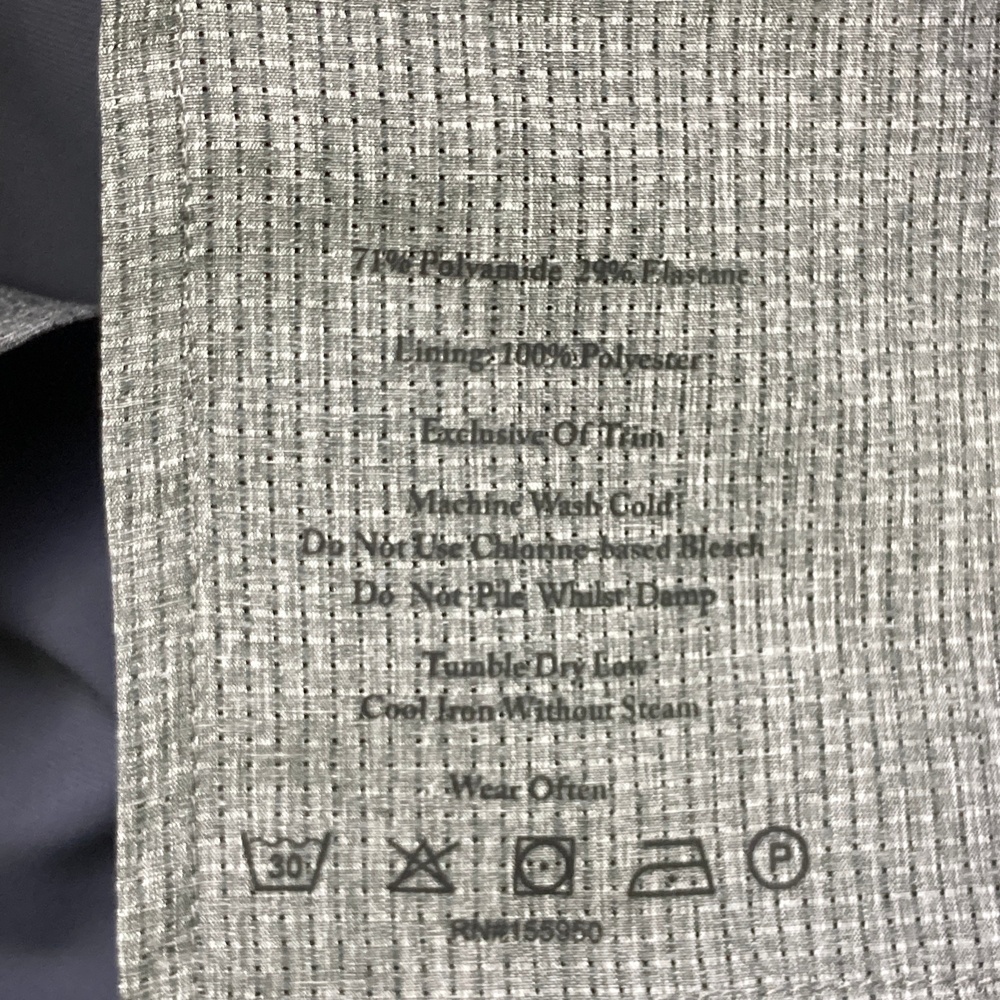 71% Polyamide 29% Elastane
Lining: 100% Polyester
Exclusive Of Trim
Machine Wash Cold
Do Not Use Chlorine-based Bleach
Do Not Pile Whilst Damp
Tumble Dry Low
Cool Iron Without Steam
Wear Often
30 P
RN#155950